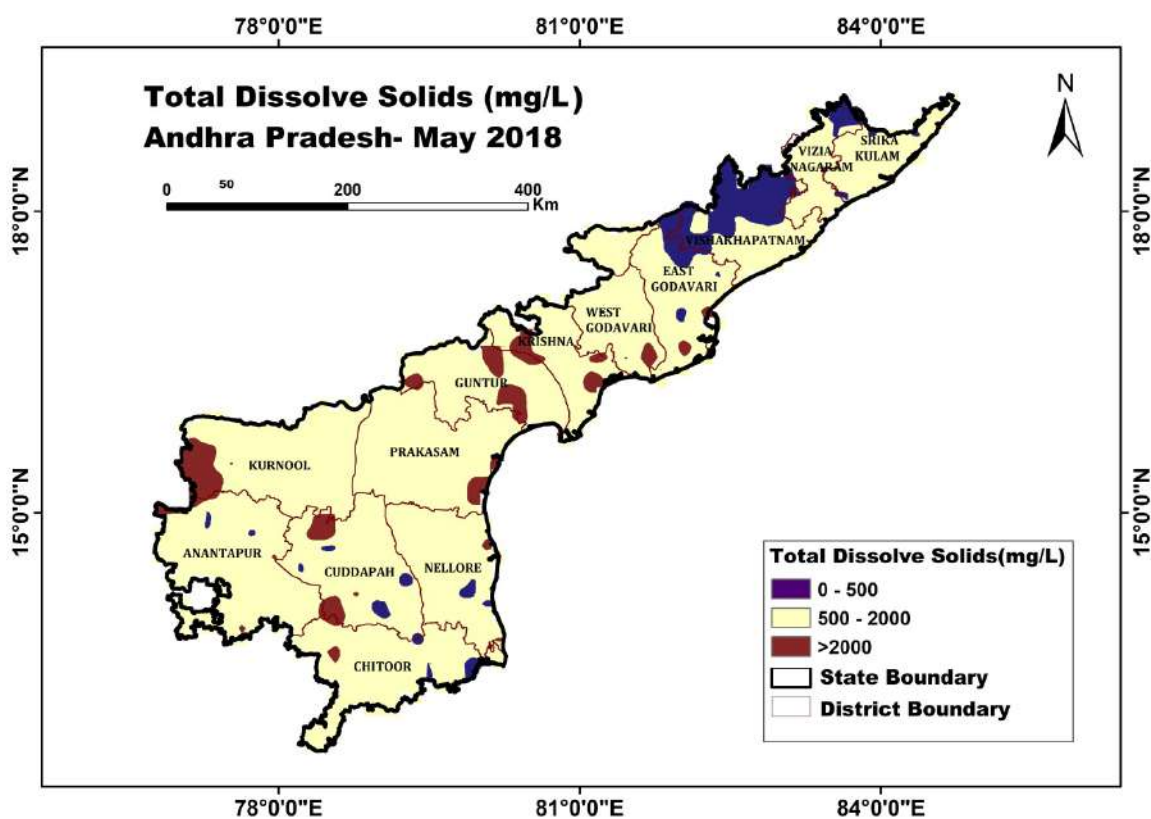 78°0'0"E 81°0'0"E 84°0'0"E
Total Dissolve Solids (mg/L)
Andhra Pradesh- May 2018
0 50 200 400
Km
N
18°0'0"N
18°0'0"N
15°0'0"N
15°0'0"N
SRIKA
KULAM
VIZIA
NAGARAM
VISHAKHAPATNAM
EAST
GODAVARI
WEST
GODAVARI
KRISHNA
GUNTUR
PRAKASAM
KURNOOL
ANANTAPUR
CUDDAPAH
NELLORE
CHITOOR
Total Dissolve Solids(mg/L)
0 - 500
500 - 2000
>2000
State Boundary
District Boundary
78°0'0"E 81°0'0"E 84°0'0"E